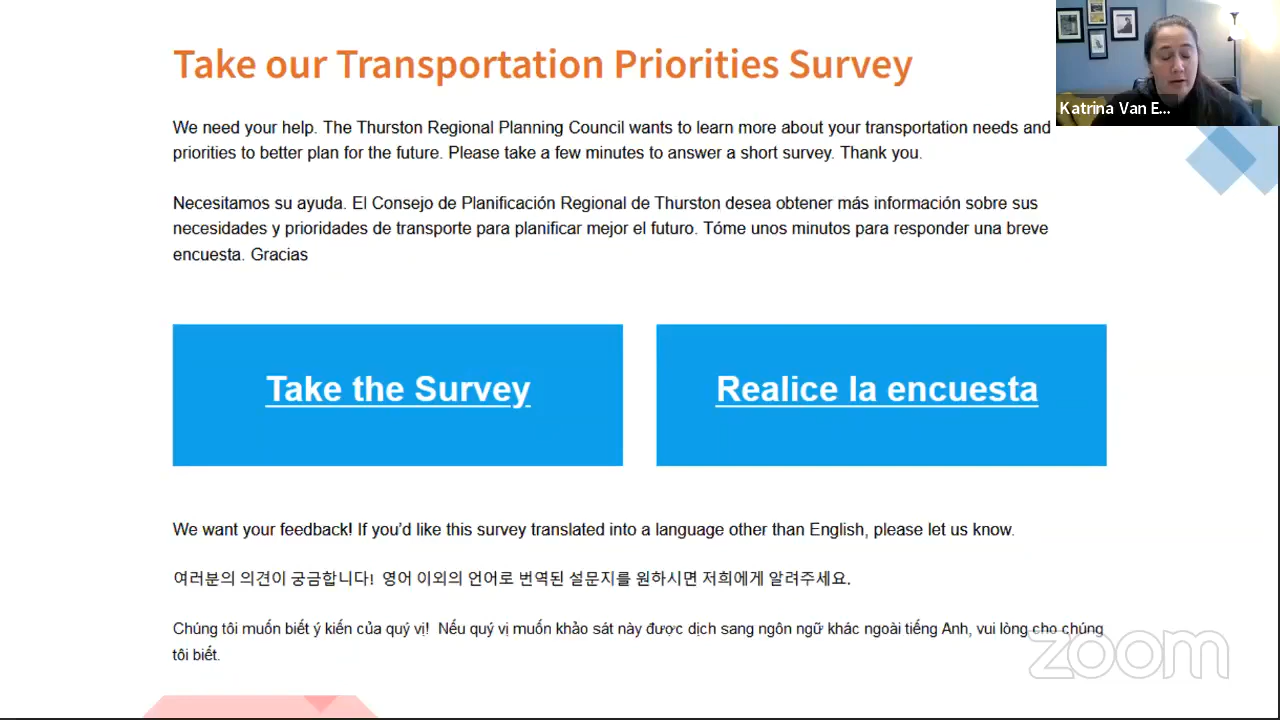 Take our Transportation Priorities Survey
Katrina Van E...
We need your help. The Thurston Regional Planning Council wants to learn more about your transportation needs and
priorities to better plan for the future. Please take a few minutes to answer a short survey. Thank you.
Necesitamos su ayuda. El Consejo de Planificación Regional de Thurston desea obtener más información sobre sus
necesidades y prioridades de transporte para planificar mejor el futuro. Tóme unos minutos para responder una breve
encuesta. Gracias
Take the Survey
Realice la encuesta
We want your feedback! If you’d like this survey translated into a language other than English, please let us know.
여러분의 의견이 궁금합니다! 영어 이외의 언어로 번역된 설문지를 원하시면 저희에게 알려주세요.
Chúng tôi muốn biết ý kiến của quý vị! Nếu quý vị muốn khảo sát này được dịch sang ngôn ngữ khác ngoài tiếng Anh, vui lòng cho chúng
tôi biết.
zoom